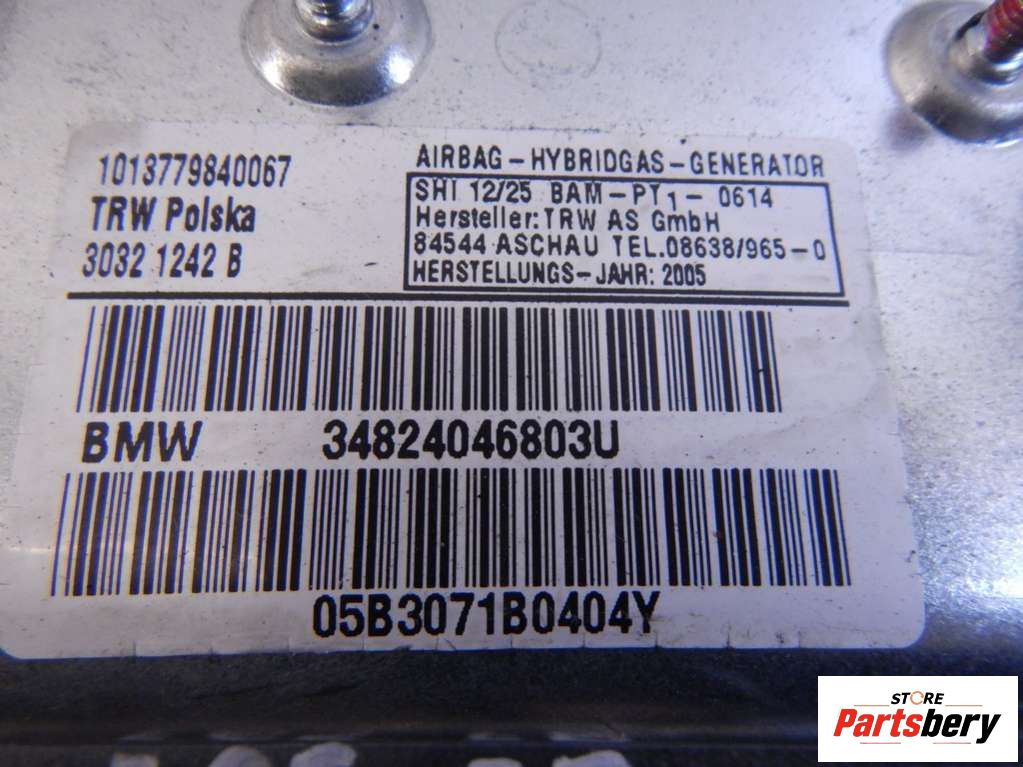 1013779840067
TRW Polska
3032 1242 B
AIRBAG-HYBRIDGAS-GENERATOR
SHI 12/25 BAM-PT1-0614
Hersteller: TRW AS GmbH
84544 ASCHAU TEL.08638/965-0
HERSTELLUNGS-JAHR: 2005
BMW 34824046803U
05B3071B0404Y
STORE
Partsbery